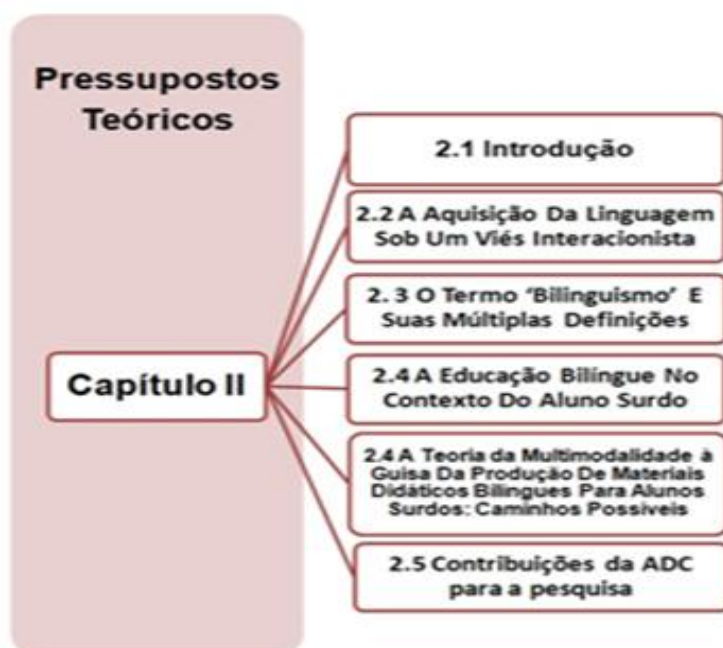 Pressupostos
Teóricos
Capítulo II
2.1 Introdução
2.2 A Aquisição Da Linguagem
Sob Um Viés Interacionista
2. 3 O Termo ‘Bilinguismo’ E
Suas Múltiplas Definições
2.4 A Educação Bilíngue No
Contexto Do Aluno Surdo
2.4 A Teoria da Multimodalidade à
Guisa Da Produção De Materiais
Didáticos Bilingues Para Alunos
Surdos: Caminhos Possíveis
2.5 Contribuições da ADC
para a pesquisa